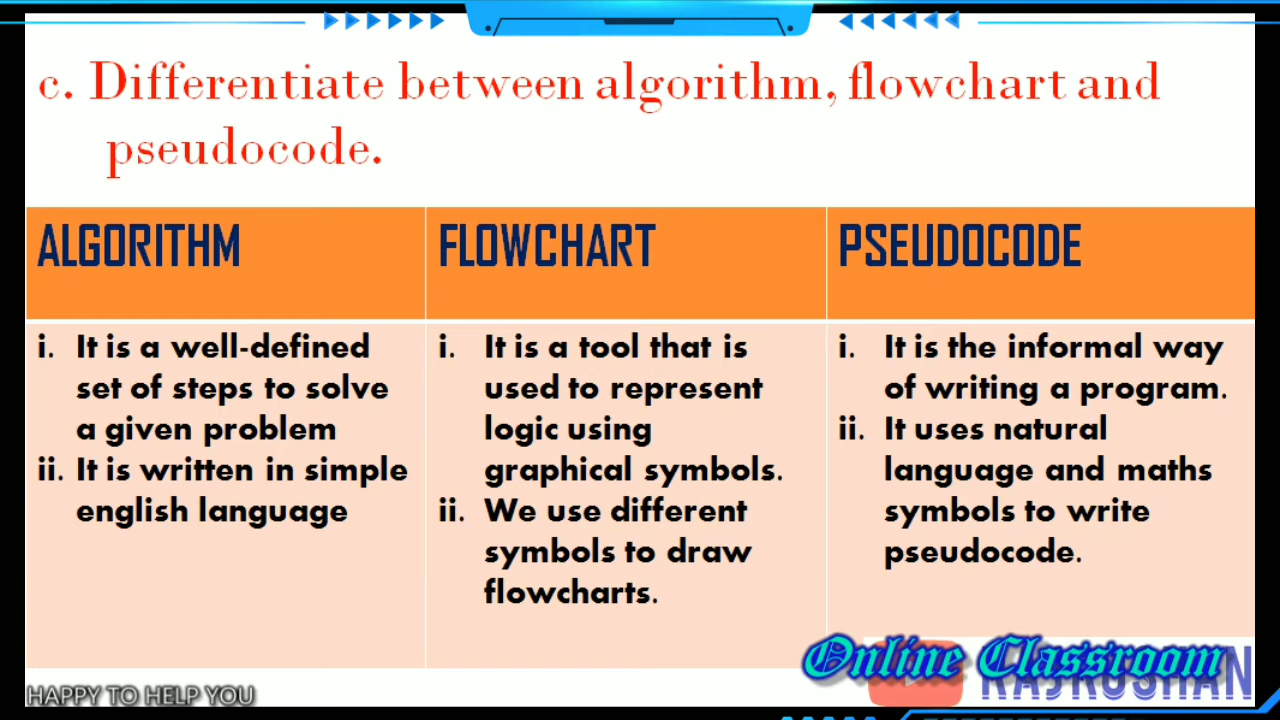 c. Differentiate between algorithm, flowchart and
pseudocode.
ALGORITHM
i. It is a well-defined
set of steps to solve
a given problem
ii. It is written in simple
english language
FLOWCHART
i. It is a tool that is
used to represent
logic using
graphical symbols.
ii. We use different
symbols to draw
flowcharts.
PSEUDOCODE
i. It is the informal way
of writing a program.
ii. It uses natural
language and maths
symbols to write
pseudocode.
Online Classroom
RAJROSHAN
HAPPY TO HELP YOU